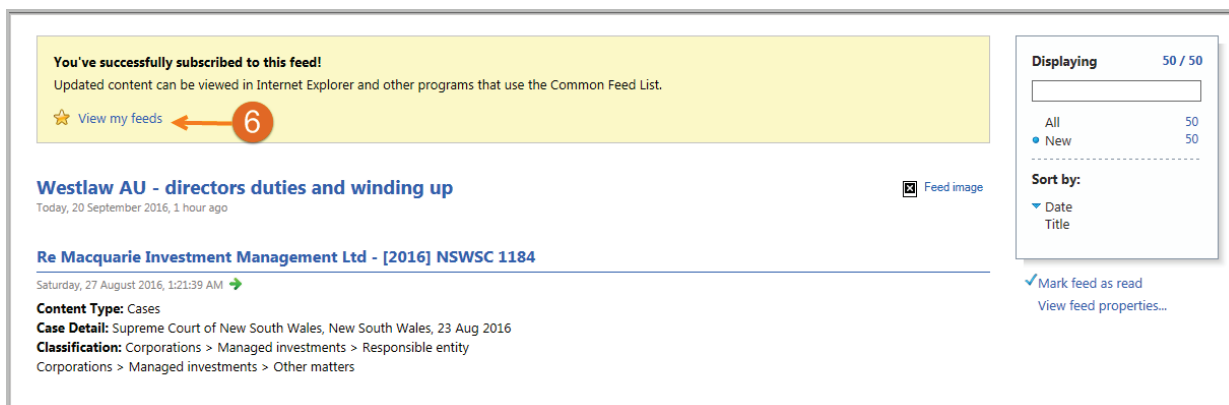 You've successfully subscribed to this feed!
Updated content can be viewed in Internet Explorer and other programs that use the Common Feed List.
View my feeds
6
Westlaw AU - directors duties and winding up
Feed image
Today, 20 September 2016, 1 hour ago
Re Macquarie Investment Management Ltd - [2016] NSWSC 1184
Saturday, 27 August 2016, 1:21:39 AM
Content Type: Cases
Case Detail: Supreme Court of New South Wales, New South Wales, 23 Aug 2016
Classification: Corporations > Managed investments > Responsible entity
Corporations > Managed investments > Other matters
Displaying 50 / 50
All 50
New 50
Sort by:
Date
Title
Mark feed as read
View feed properties...